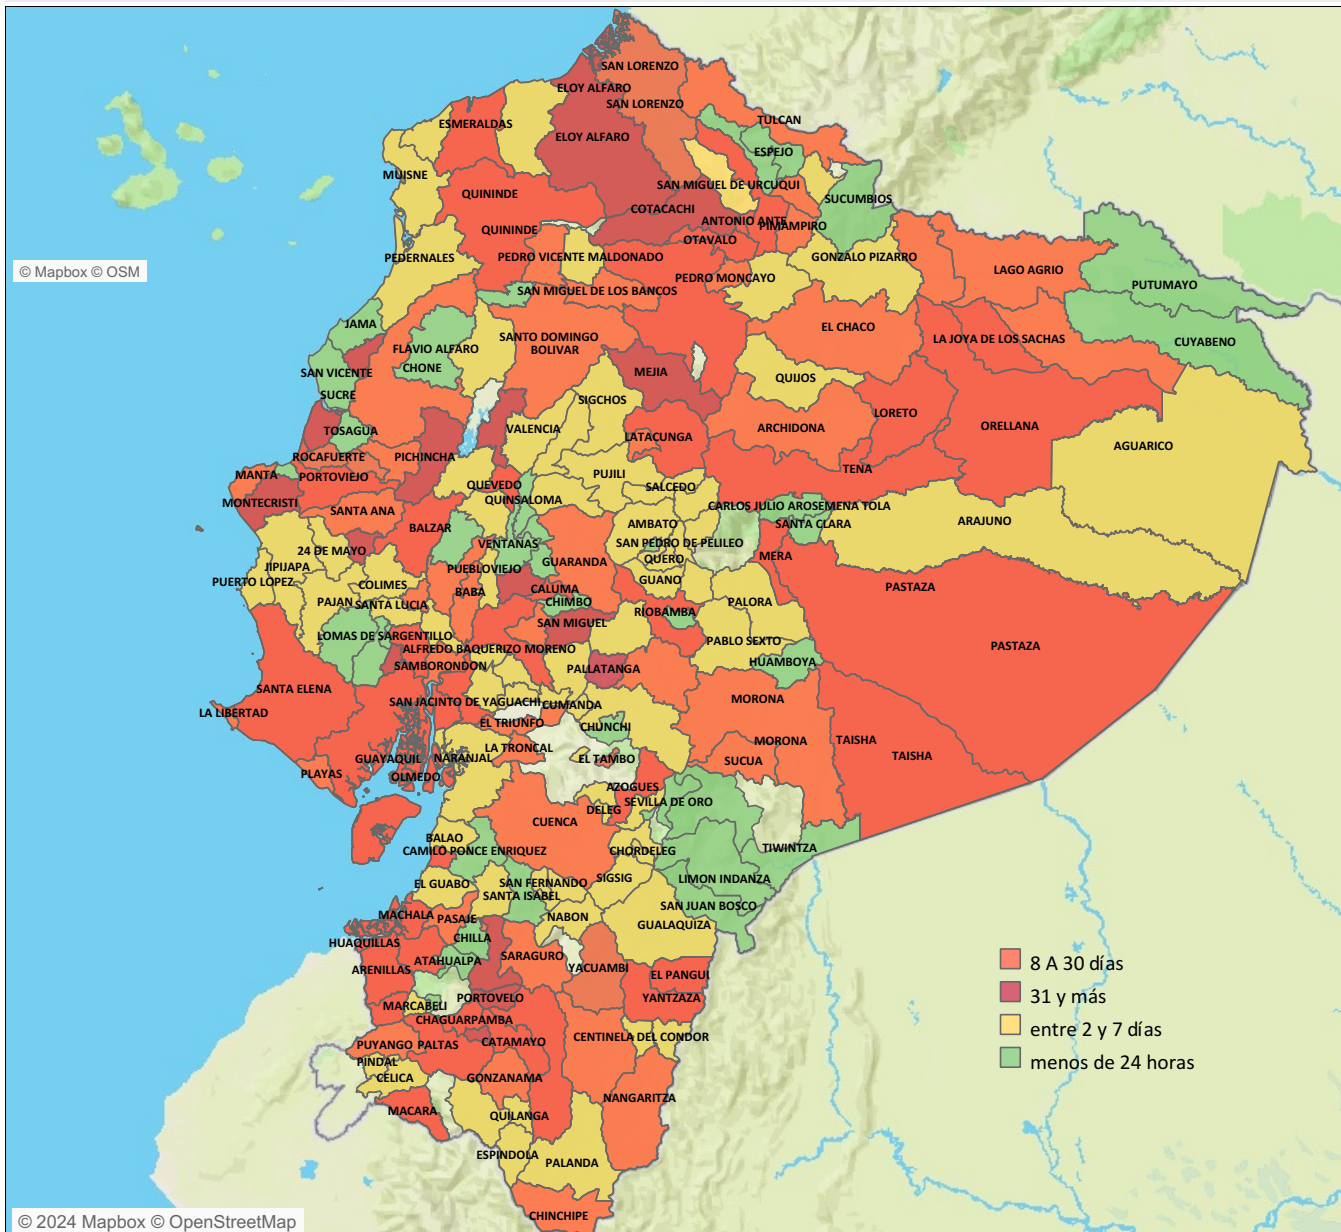 SAN LORENZO
ELOY ALFARO
SAN LORENZO
ESMERALDAS
TULCAN
ELOY ALFARO
ESPEJO
MUISNE
SAN MIGUEL DE URCUQUI
QUININDE
SUCUMBIOS
COTACACHI
ANTONIO ANTE
PIMAMPIRO
QUININDE
OTAVALO
PEDERNALES
PEDRO VICENTE MALDONADO
GONZALO PIZARRO
© Mapbox © OSM
LAGO AGRIO
PEDRO MONCAYO
PUTUMAYO
SAN MIGUEL DE LOS BANCOS
JAMA
EL CHACO
SANTO DOMINGO
LA JOYA DE LOS SACHAS
CUYABENO
FLAVIO ALFARO
BOLIVAR
CHONE
SAN VICENTE
MEJIA
QUIJOS
SUCRE
SIGCHOS
LORETO
ORELLANA
TOSAGUA
VALENCIA
ARCHIDONA
LATACUNGA
AGUARICO
ROCAFUERTE
PICHINCHA
TENA
MANTA
PORTOVIEJO
PUJILI
QUEVEDO
SALCEDO
MONTECRISTI
QUINSALOMA
CARLOS JULIO AROSEMENA TOLA
SANTA ANA
AMBATO
SANTA CLARA
ARAJUNO
BALZAR
VENTANAS
SAN PEDRO DE PELILEO
24 DE MAYO
MERA
QUERO
JIPIJAPA
PUEBLOVIEJO
GUARANDA
PUERTO LOPEZ
COLIMES
GUANO
PASTAZA
BABA
CALUMA
PAJAN
SANTA LUCIA
CHIMBO
PALORA
RIOBAMBA
SAN MIGUEL
LOMAS DE SARGENTILLO
PABLO SEXTO
ALFREDO BAQUERIZO MORENO
PASTAZA
HUAMBOYA
SAMBORONDON
PALLATANGA
SANTA ELENA
MORONA
SAN JACINTO DE YAGUACHI
CUMANDA
LA LIBERTAD
EL TRIUNFO
CHUNCHI
MORONA
TAISHA
LA TRONCAL
TAISHA
GUAYAQUIL
NARANJAL
EL TAMBO
SUCUA
PLAYAS
OLMEDO
AZOGUES
SEVILLA DE ORO
DELEG
CUENCA
BALAO
TIWINTZA
CAMILO PONCE ENRIQUEZ
CHORDELEG
LIMON INDANZA
SIGSIG
EL GUABO
SAN FERNANDO
SANTA ISABEL
SAN JUAN BOSCO
MACHALA
PASAJE
NABON
GUALAQUIZA
CHILLA
HUAQUILLAS
SARAGURO
ATAHUALPA
8 A 30 días
ARENILLAS
YACUAMBI
EL PANGUI
31 y más
PORTOVELO
YANTZAZA
MARCABELI
CHAGUARPAMBA
entre 2 y 7 días
CENTINELA DEL CONDOR
PUYANGO
PALTAS
CATAMAYO
PINDAL
menos de 24 horas
CELICA
GONZANAMA
NANGARITZA
MACARA
QUILANGA
ESPINDOLA
PALANDA
CHINCHIPE
© 2024 Mapbox © OpenStreetMap